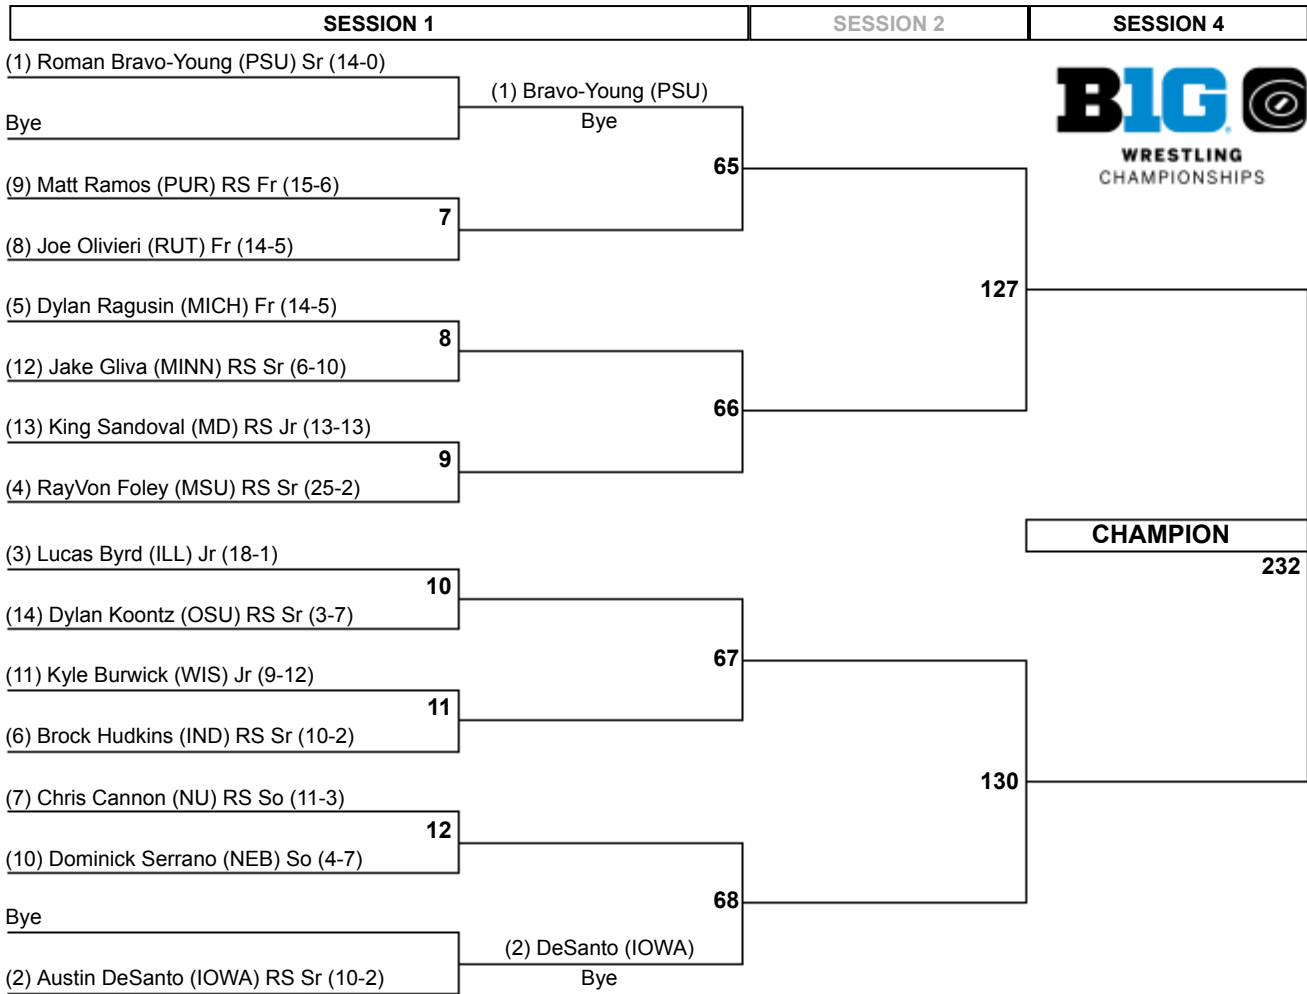 SESSION 1
SESSION 2
SESSION 4
(1) Roman Bravo-Young (PSU) Sr (14-0)
Bye
(1) Bravo-Young (PSU)
Bye
65
B1G
WRESTLING
CHAMPIONSHIPS
(9) Matt Ramos (PUR) RS Fr (15-6)
7
(8) Joe Olivieri (RUT) Fr (14-5)
127
(5) Dylan Ragusin (MICH) Fr (14-5)
8
(12) Jake Gliva (MINN) RS Sr (6-10)
66
(13) King Sandoval (MD) RS Jr (13-13)
9
(4) RayVon Foley (MSU) RS Sr (25-2)
CHAMPION
232
(3) Lucas Byrd (ILL) Jr (18-1)
10
(14) Dylan Koontz (OSU) RS Sr (3-7)
67
(11) Kyle Burwick (WIS) Jr (9-12)
11
(6) Brock Hudkins (IND) RS Sr (10-2)
130
(7) Chris Cannon (NU) RS So (11-3)
12
(10) Dominick Serrano (NEB) So (4-7)
68
Bye
(2) DeSanto (IOWA)
Bye
(2) Austin DeSanto (IOWA) RS Sr (10-2)